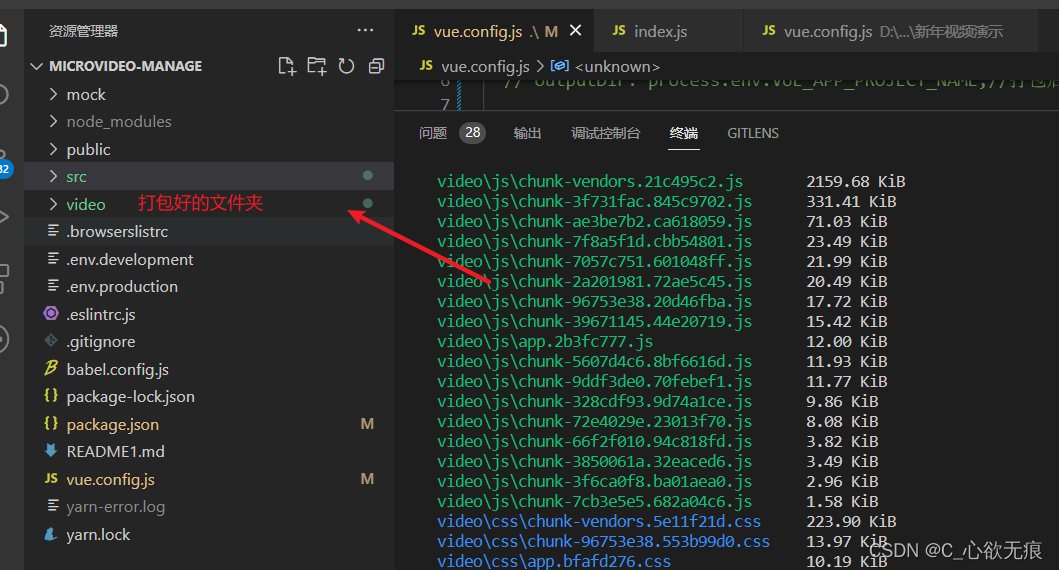 资源管理器 ···
MICROVIDEO-MANAGE
mock
node_modules
public
src
video 打包好的文件夹
.browserslistrc
.env.development
.env.production
.eslintrc.js
.gitignore
babel.config.js
package-lock.json
package.json M
README1.md
vue.config.js M
yarn-error.log
yarn.lock
32
JS vue.config.js .\ M
JS index.js
JS vue.config.js D:\...\新年视频演示
JS vue.config.js > <unknown>
6 // outputDir: process.env.VUE_APP_PROJECT_NAME,//打包后
7
问题 28 输出 调试控制台 终端 GITLENS
video\js\chunk-vendors.21c495c2.js 2159.68 KiB
video\js\chunk-3f731fac.845c9702.js 331.41 KiB
video\js\chunk-ae3be7b2.ca618059.js 71.03 KiB
video\js\chunk-7f8a5f1d.cbb54801.js 23.49 KiB
video\js\chunk-7057c751.601048ff.js 21.99 KiB
video\js\chunk-2a201981.72ae5c45.js 20.49 KiB
video\js\chunk-96753e38.20d46fba.js 17.72 KiB
video\js\chunk-39671145.44e20719.js 15.42 KiB
video\js\app.2b3fc777.js 12.00 KiB
video\js\chunk-5607d4c6.8bf6616d.js 11.93 KiB
video\js\chunk-9ddf3de0.70febef1.js 11.77 KiB
video\js\chunk-328cdf93.9d74a1ce.js 9.86 KiB
video\js\chunk-72e4029e.23013f70.js 8.08 KiB
video\js\chunk-66f2f010.94c818fd.js 3.82 KiB
video\js\chunk-3850061a.32eaced6.js 3.49 KiB
video\js\chunk-3f6ca0f8.ba01aea0.js 2.96 KiB
video\js\chunk-7cb3e5e5.682a04c6.js 1.58 KiB
video\css\chunk-vendors.5e11f21d.css 223.90 KiB
video\css\chunk-96753e38.553b99d0.css 13.97 KiB
video\css\app.bfafd276.css 10.19 KiB
CSDN @C_心欲无痕